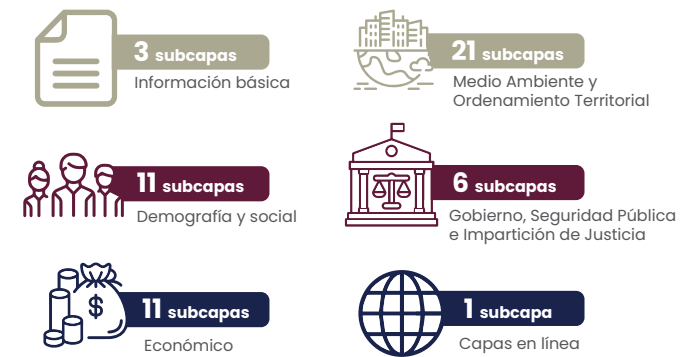 3 subcapas
Información básica
21 subcapas
Medio Ambiente y
Ordenamiento Territorial
11 subcapas
Demografía y social
6 subcapas
Gobierno, Seguridad Pública
e Impartición de Justicia
$
11 subcapas
Económico
1 subcapa
Capas en línea